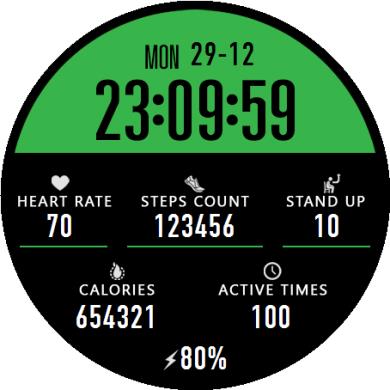 MON 29-12
23:09:59
HEART RATE STEPS COUNT STAND UP
70 123456 10
CALORIES ACTIVE TIMES
654321 100
80%